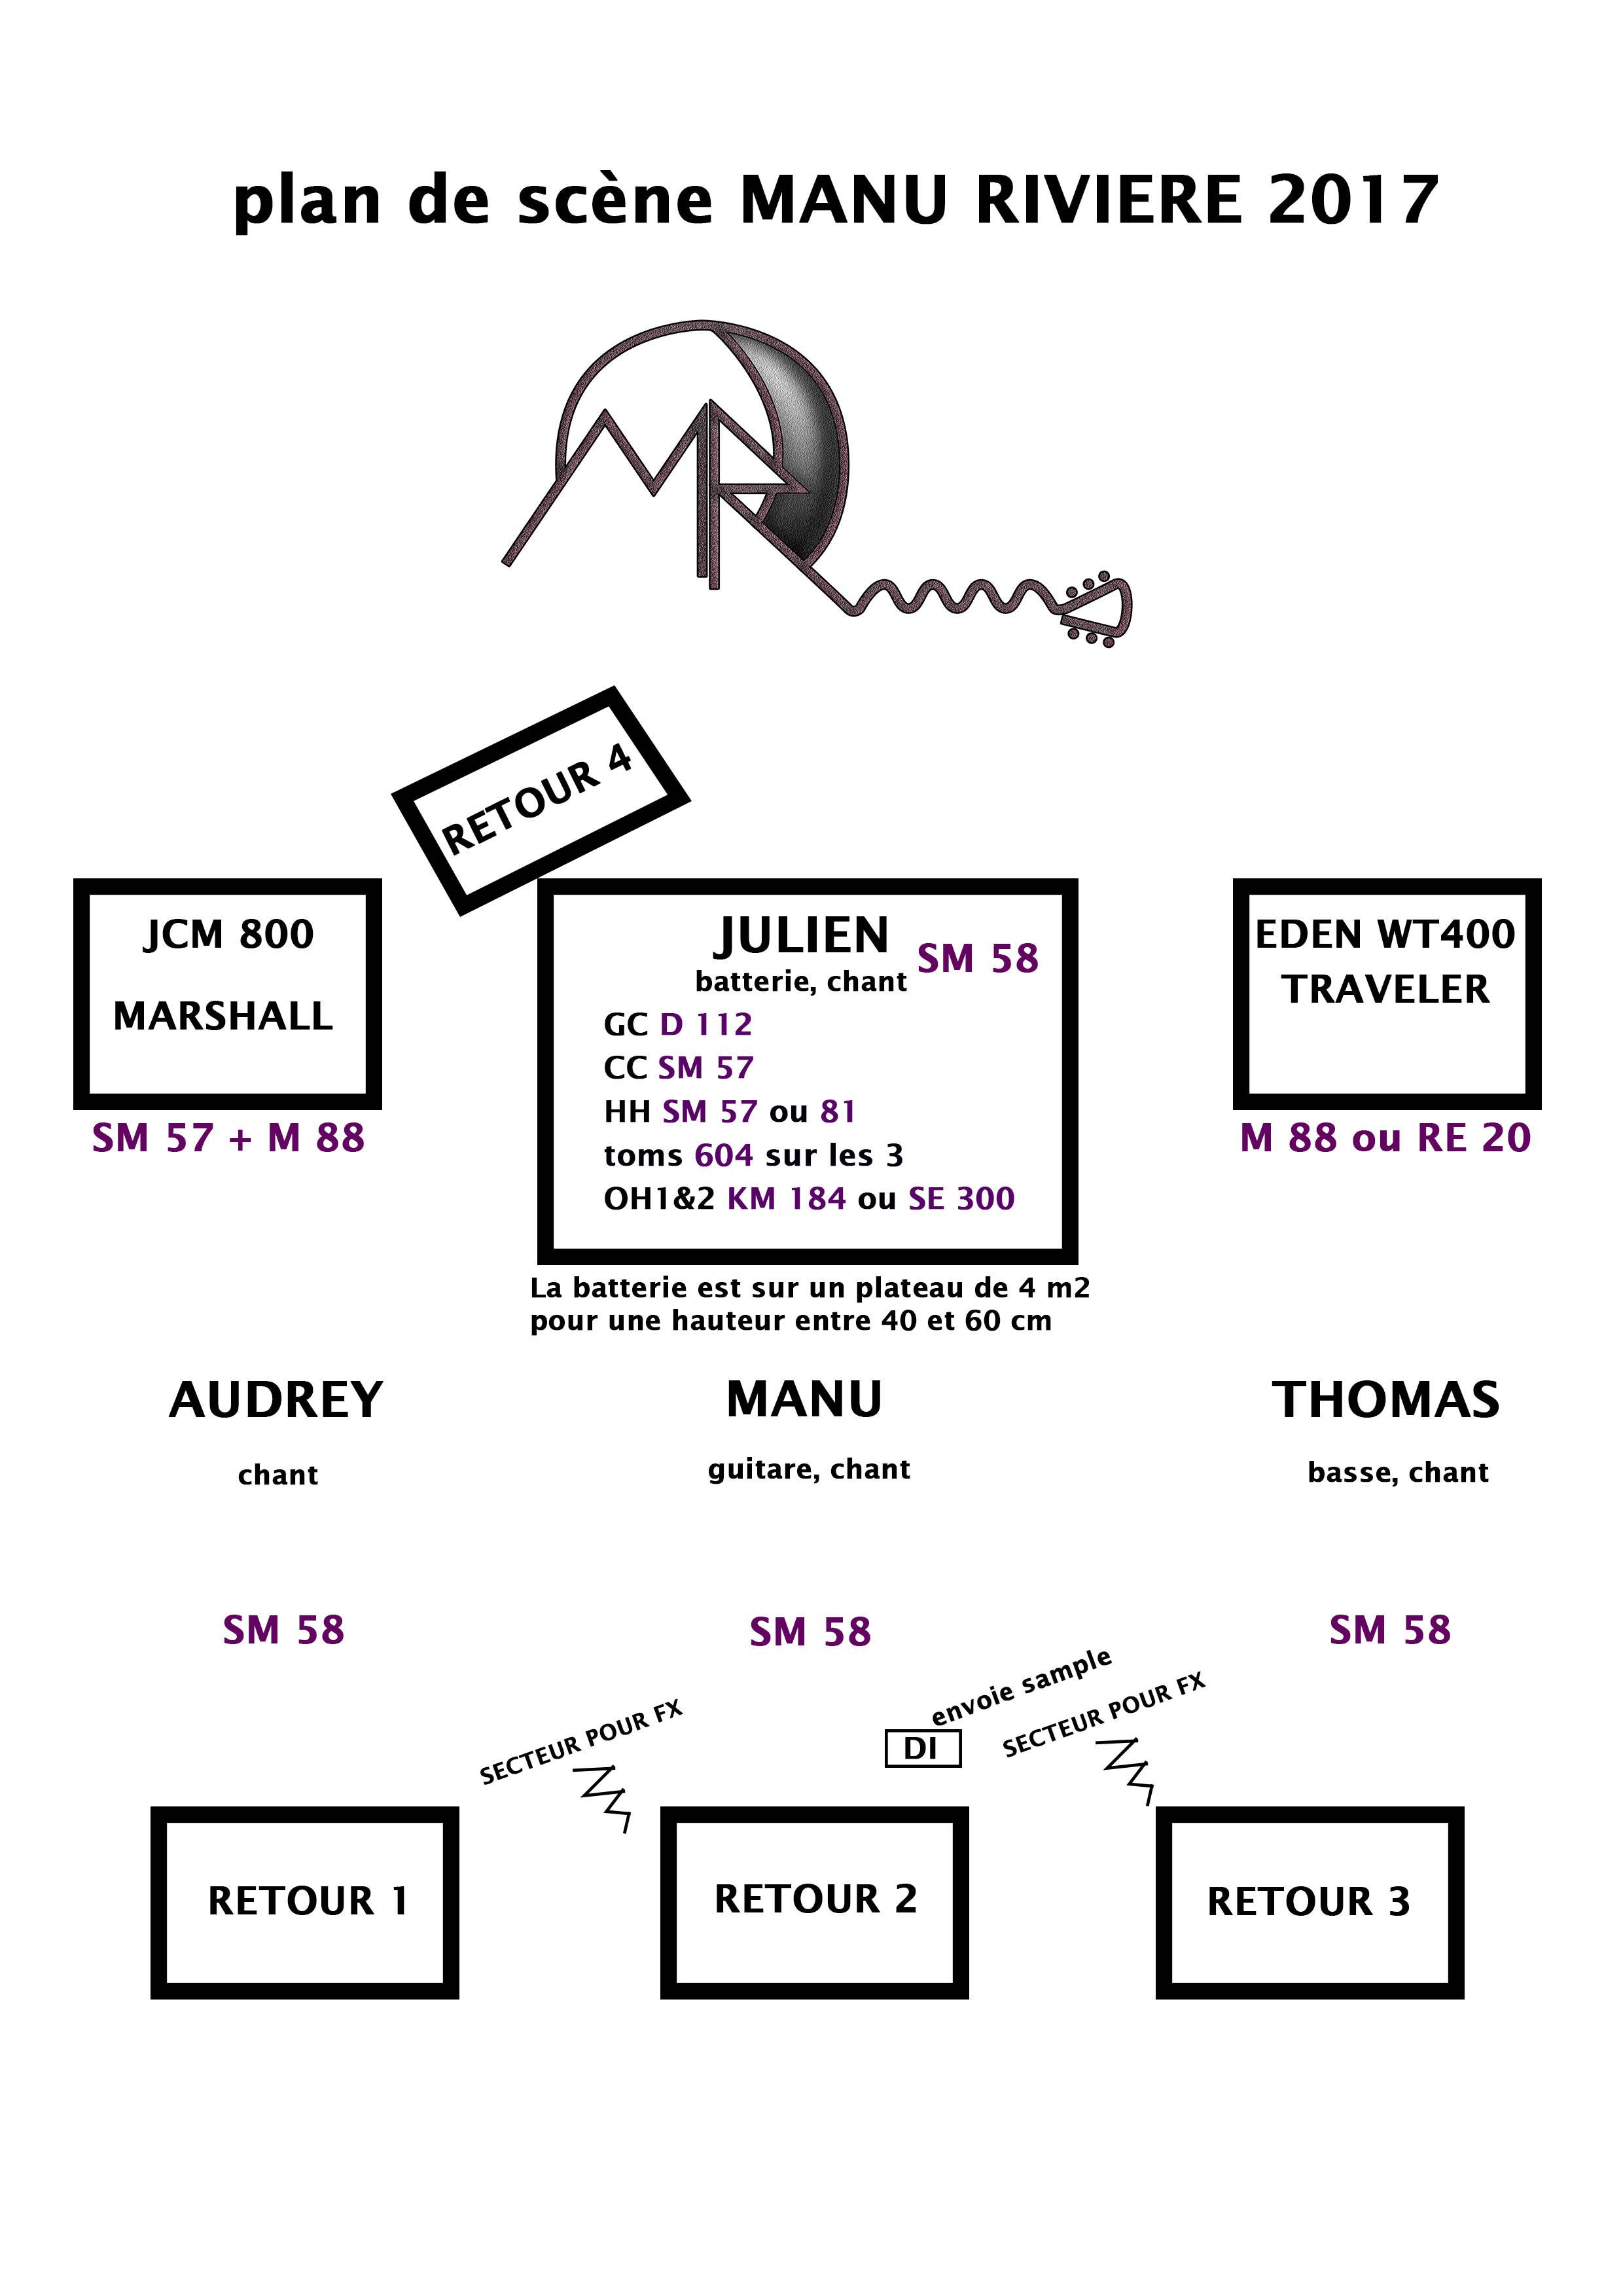 plan de scène MANU RIVIERE 2017
RETOUR 4
JCM 800
MARSHALL
SM 57 + M 88
JULIEN
SM 58
batterie, chant
GC D 112
CC SM 57
HH SM 57 ou 81
toms 604 sur les 3
OH1&2 KM 184 ou SE 300
EDEN WT400
TRAVELER
M 88 ou RE 20
La batterie est sur un plateau de 4 m2
pour une hauteur entre 40 et 60 cm
AUDREY
chant
MANU
guitare, chant
THOMAS
basse, chant
SM 58
SM 58
SM 58
SECTEUR POUR FX
envoie sample
DI
SECTEUR POUR FX
RETOUR 1
RETOUR 2
RETOUR 3